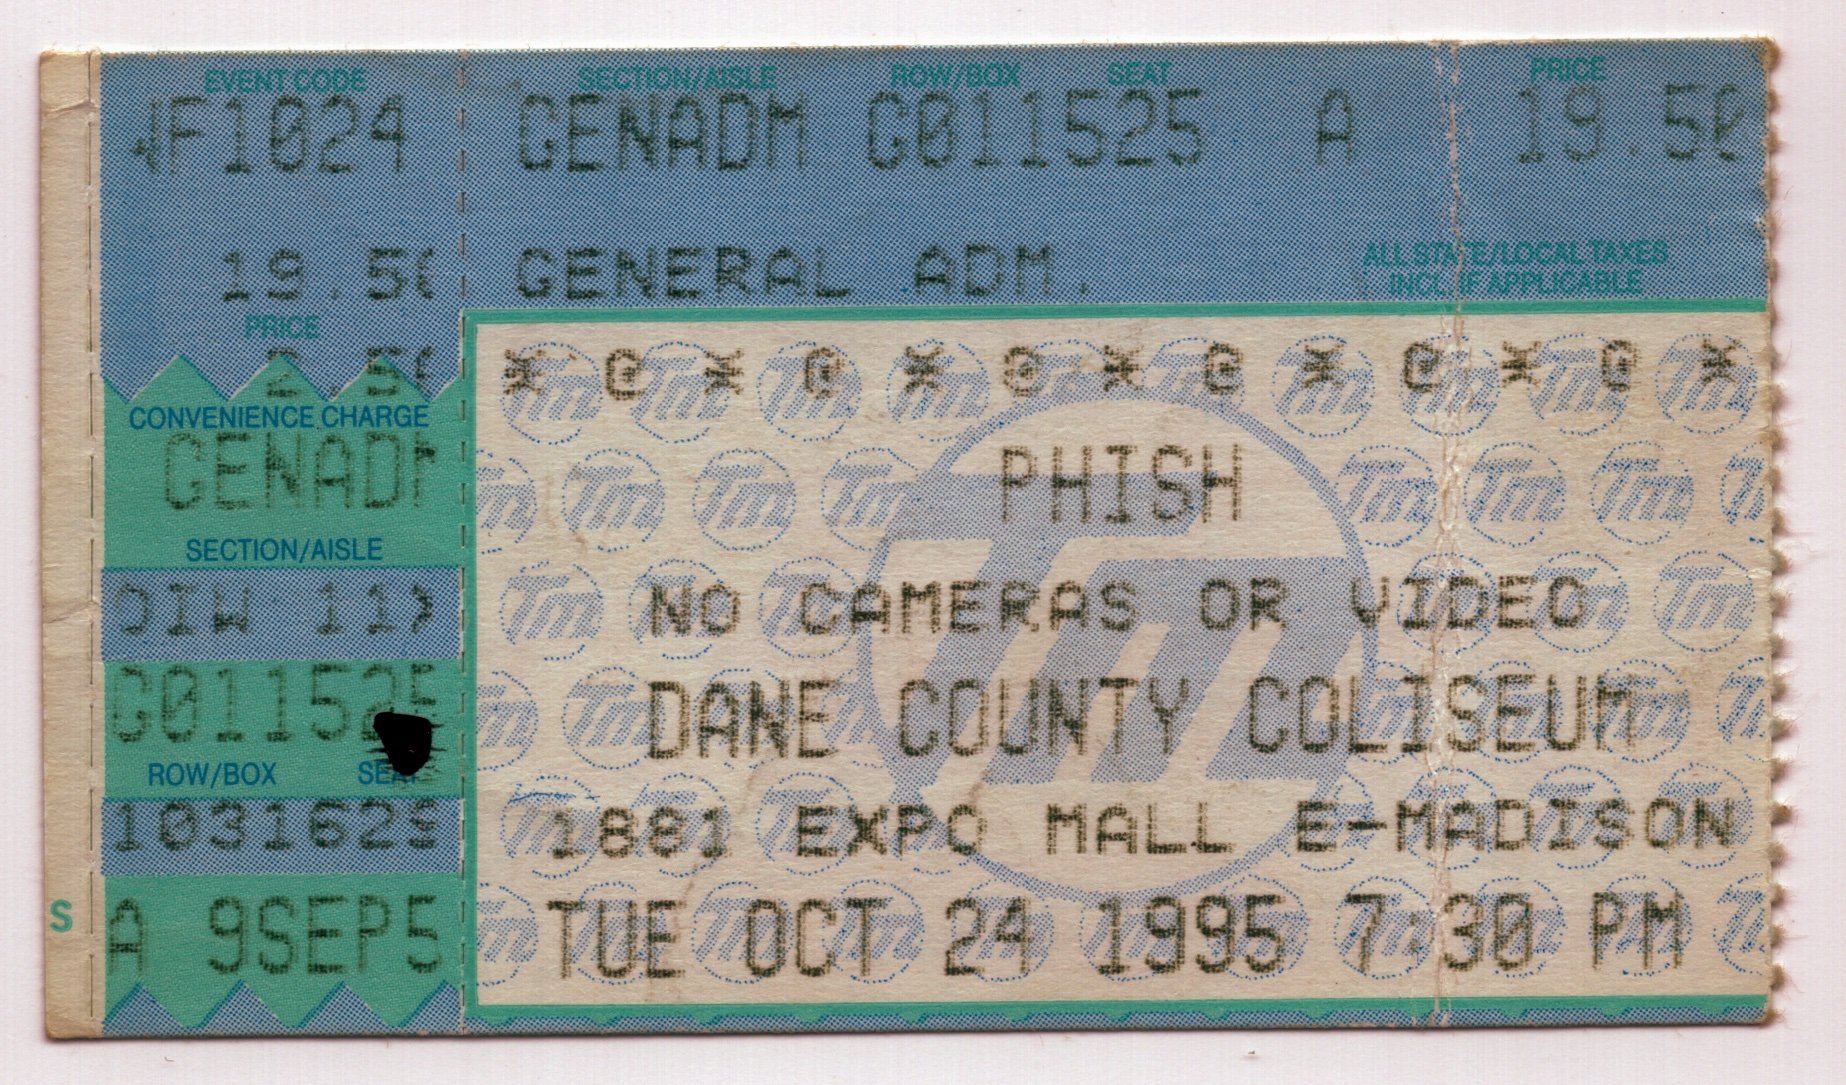 EVENT CODE SECTION/AISLE ROW/BOX SEAT PRICE
NF1024 GENADM G011525 A 19.50
19.50 GENERAL ADM.
ALL STATE/LOCAL TAXES
INCL. IF APPLICABLE
PRICE
2.50
CONVENIENCE CHARGE
GENADM
SECTION/AISLE
DIW 11X
G011525
ROW/BOX SEAT
1031629
A 9SEP5
S
* @ * @ * @ * @ * @ * @ *
PHISH
NO CAMERAS OR VIDEO
DANE COUNTY COLISEUM
1881 EXPO MALL E-MADISON
TUE OCT 24 1995 7:30 PM